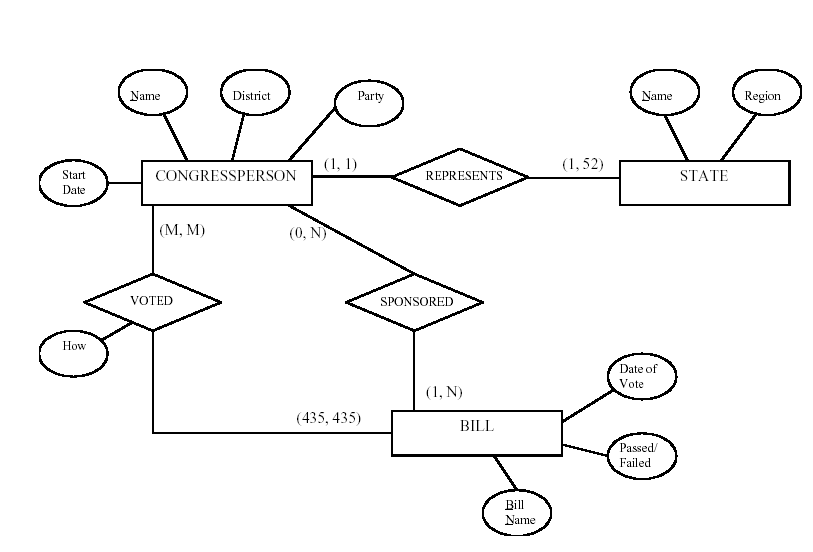 Name
District
Party
Name
Region
Start
Date
CONGRESSPERSON
(1, 1)
REPRESENTS
(1, 52)
STATE
(M, M)
(0, N)
VOTED
SPONSORED
How
Date of
Vote
(1, N)
(435, 435)
BILL
Passed/
Failed
Bill
Name